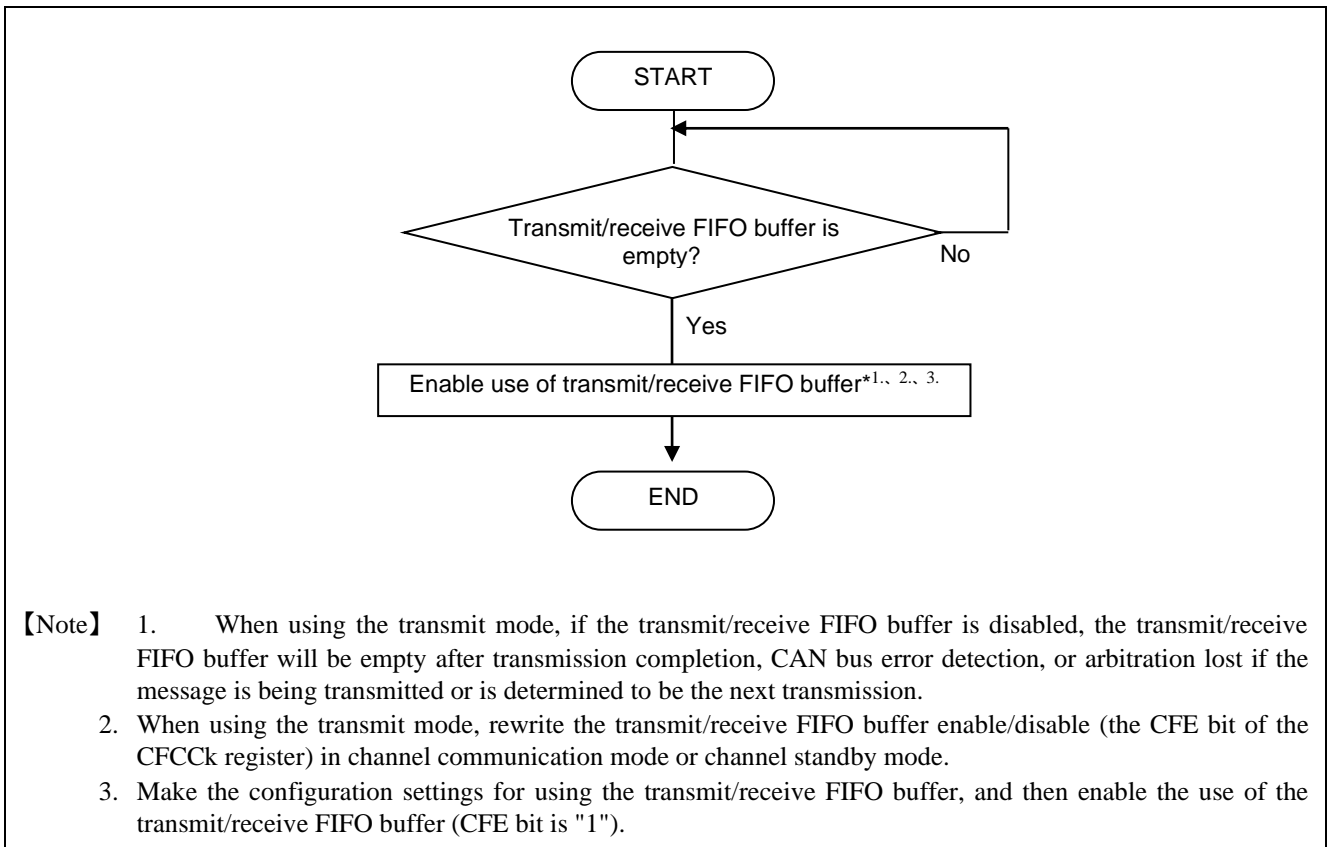 START
Transmit/receive FIFO buffer is
empty?
No
Yes
Enable use of transmit/receive FIFO buffer*1.、2.、3.
END
【Note】 1. When using the transmit mode, if the transmit/receive FIFO buffer is disabled, the transmit/receive
FIFO buffer will be empty after transmission completion, CAN bus error detection, or arbitration lost if the
message is being transmitted or is determined to be the next transmission.
2. When using the transmit mode, rewrite the transmit/receive FIFO buffer enable/disable (the CFE bit of the
CFCCk register) in channel communication mode or channel standby mode.
3. Make the configuration settings for using the transmit/receive FIFO buffer, and then enable the use of the
transmit/receive FIFO buffer (CFE bit is "1").